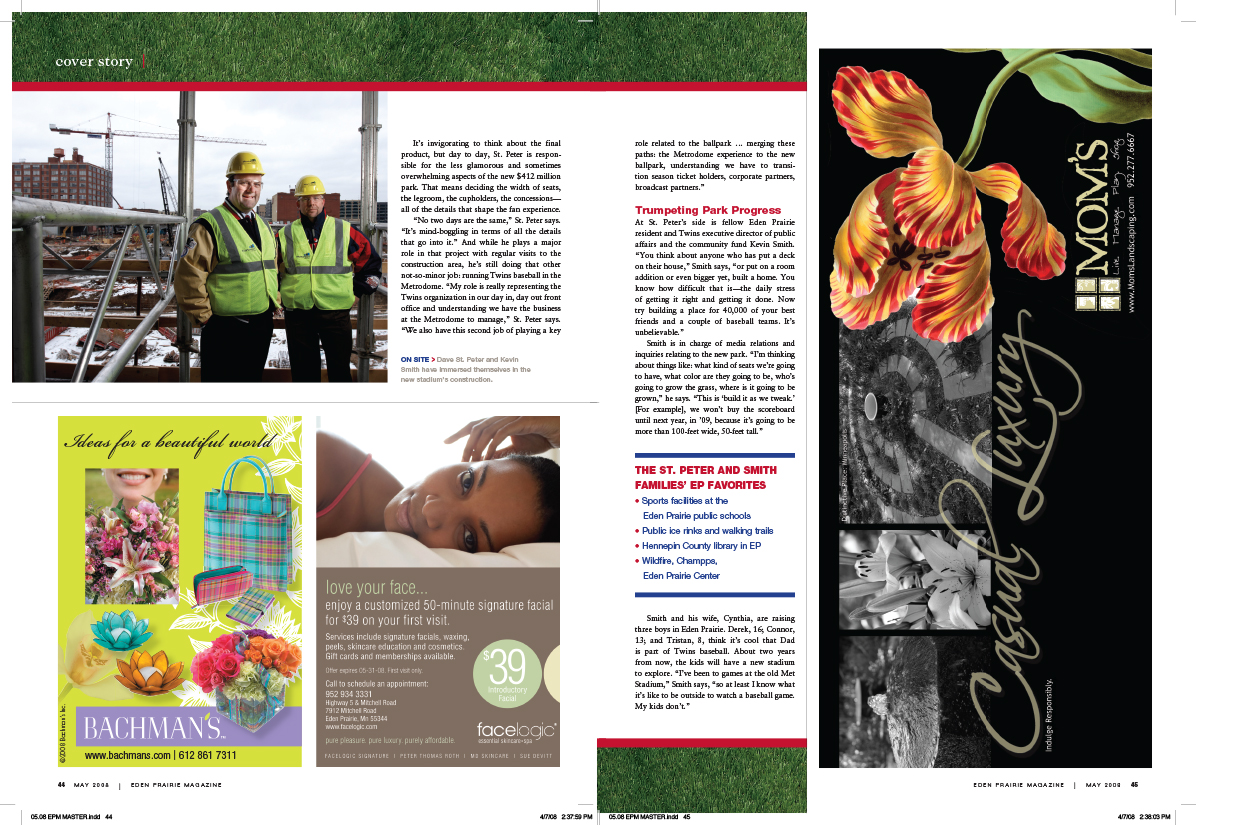 cover story
It’s invigorating to think about the final
product, but day to day, St. Peter is respon-
sible for the less glamorous and sometimes
overwhelming aspects of the new $412 million
park. That means deciding the width of seats,
the legroom, the cupholders, the concessions—
all of the details that shape the fan experience.
“No two days are the same,” St. Peter says.
“It’s mind-boggling in terms of all the details
that go into it.” And while he plays a major
role in that project with regular visits to the
construction area, he’s still doing that other
not-so-minor job: running Twins baseball in the
Metrodome. “My role is really representing the
Twins organization in our day in, day out front
office and understanding we have the business
at the Metrodome to manage,” St. Peter says.
“We also have this second job of playing a key
ON SITE > Dave St. Peter and Kevin
Smith have immersed themselves in the
new stadium’s construction.
Ideas for a beautiful world
BACHMAN’S
www.bachmans.com | 612 861 7311
©2008 Bachman’s Inc.
love your face...
enjoy a customized 50-minute signature facial
for $39 on your first visit.
Services include signature facials, waxing,
peels, skincare education and cosmetics.
Gift cards and memberships available.
Offer expires 05-31-08. First visit only.
Call to schedule an appointment:
952 934 3331
Highway 5 & Mitchell Road
7912 Mitchell Road
Eden Prairie, Mn 55344
www.facelogic.com
pure pleasure. pure luxury. purely affordable.
$39
Introductory
Facial
facelogic
essential skincare+spa
FACELOGIC SIGNATURE | PETER THOMAS ROTH | MD SKINCARE | SUE DEVITT
44 MAY 2008 | EDEN PRAIRIE MAGAZINE
05.08 EPM MASTER.indd 44
4/7/08 2:37:59 PM
role related to the ballpark … merging these
paths: the Metrodome experience to the new
ballpark, understanding we have to transi-
tion season ticket holders, corporate partners,
broadcast partners.”
Trumpeting Park Progress
At St. Peter’s side is fellow Eden Prairie
resident and Twins executive director of public
affairs and the community fund Kevin Smith.
“You think about anyone who has put a deck
on their house,” Smith says, “or put on a room
addition or even bigger yet, built a home. You
know how difficult that is—the daily stress
of getting it right and getting it done. Now
try building a place for 40,000 of your best
friends and a couple of baseball teams. It’s
unbelievable.”
Smith is in charge of media relations and
inquiries relating to the new park. “I’m thinking
about things like: what kind of seats we’re going
to have, what color are they going to be, who’s
going to grow the grass, where is it going to be
grown,” he says. “This is ‘build it as we tweak.’
[For example], we won’t buy the scoreboard
until next year, in ’09, because it’s going to be
more than 100-feet wide, 50-feet tall.”
THE ST. PETER AND SMITH
FAMILIES’ EP FAVORITES
• Sports facilities at the
Eden Prairie public schools
• Public ice rinks and walking trails
• Hennepin County library in EP
• Wildfire, Champps,
Eden Prairie Center
Smith and his wife, Cynthia, are raising
three boys in Eden Prairie. Derek, 16; Connor,
13; and Tristan, 8, think it’s cool that Dad
is part of Twins baseball. About two years
from now, the kids will have a new stadium
to explore. “I’ve been to games at the old Met
Stadium,” Smith says, “so at least I know what
it’s like to be outside to watch a baseball game.
My kids don’t.”
MOM’S
Live Manage Plan Shop
www.MomsLandscaping.com 952.277.6667
Casual Luxury
Indulge Responsibly.
EDEN PRAIRIE MAGAZINE | MAY 2008 45
05.08 EPM MASTER.indd 45
4/7/08 2:38:03 PM